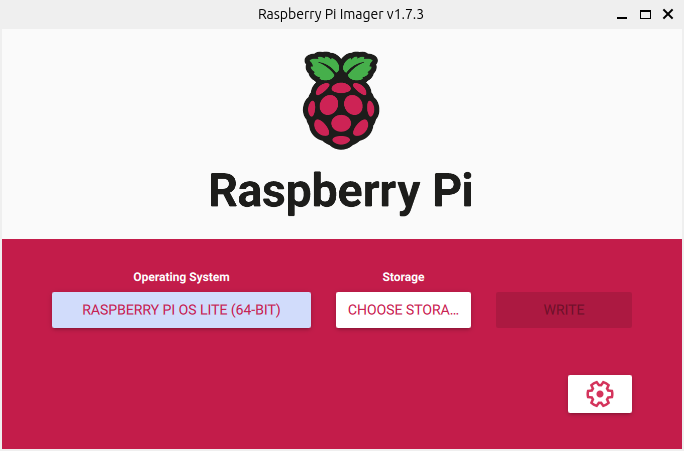 Raspberry Pi Imager v1.7.3
Raspberry Pi
Operating System Storage
RASPBERRY PI OS LITE (64-BIT) CHOOSE STORA... WRITE